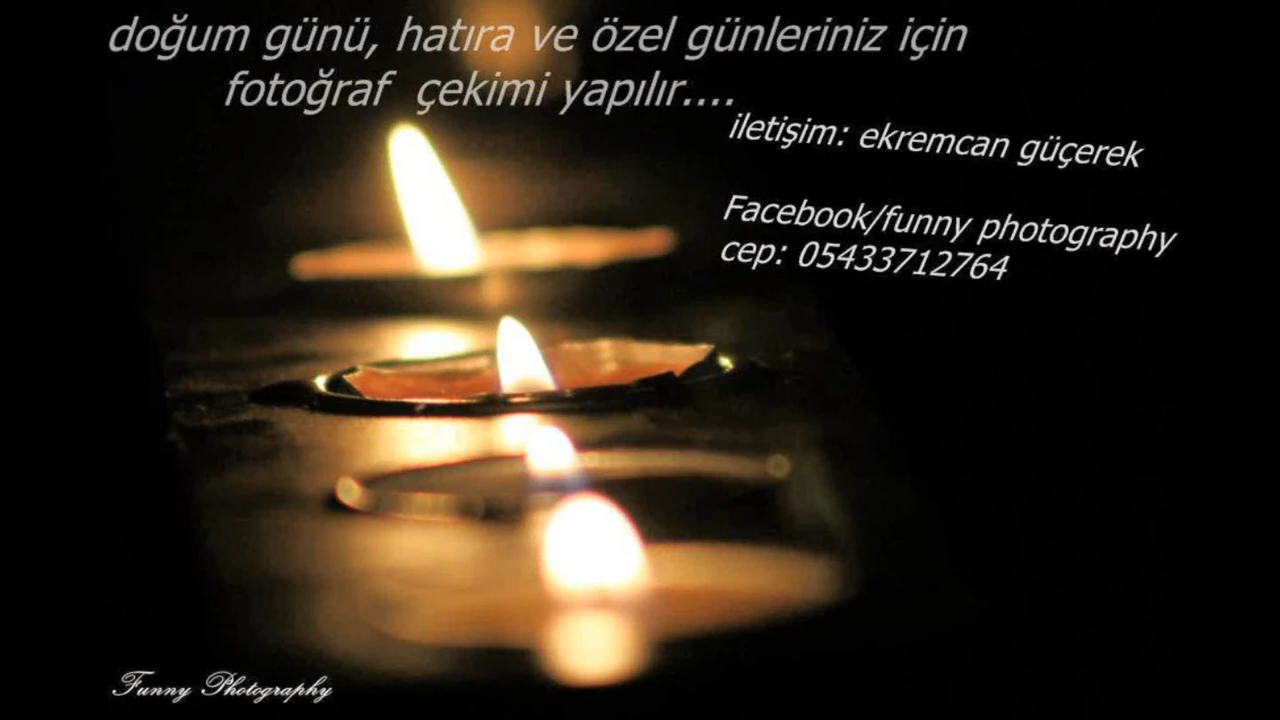 doğum günü, hatıra ve özel günleriniz için
fotoğraf çekimi yapılır....
iletişim: ekremcan güçerek
Facebook/funny photography
cep: 05433712764
Funny Photography